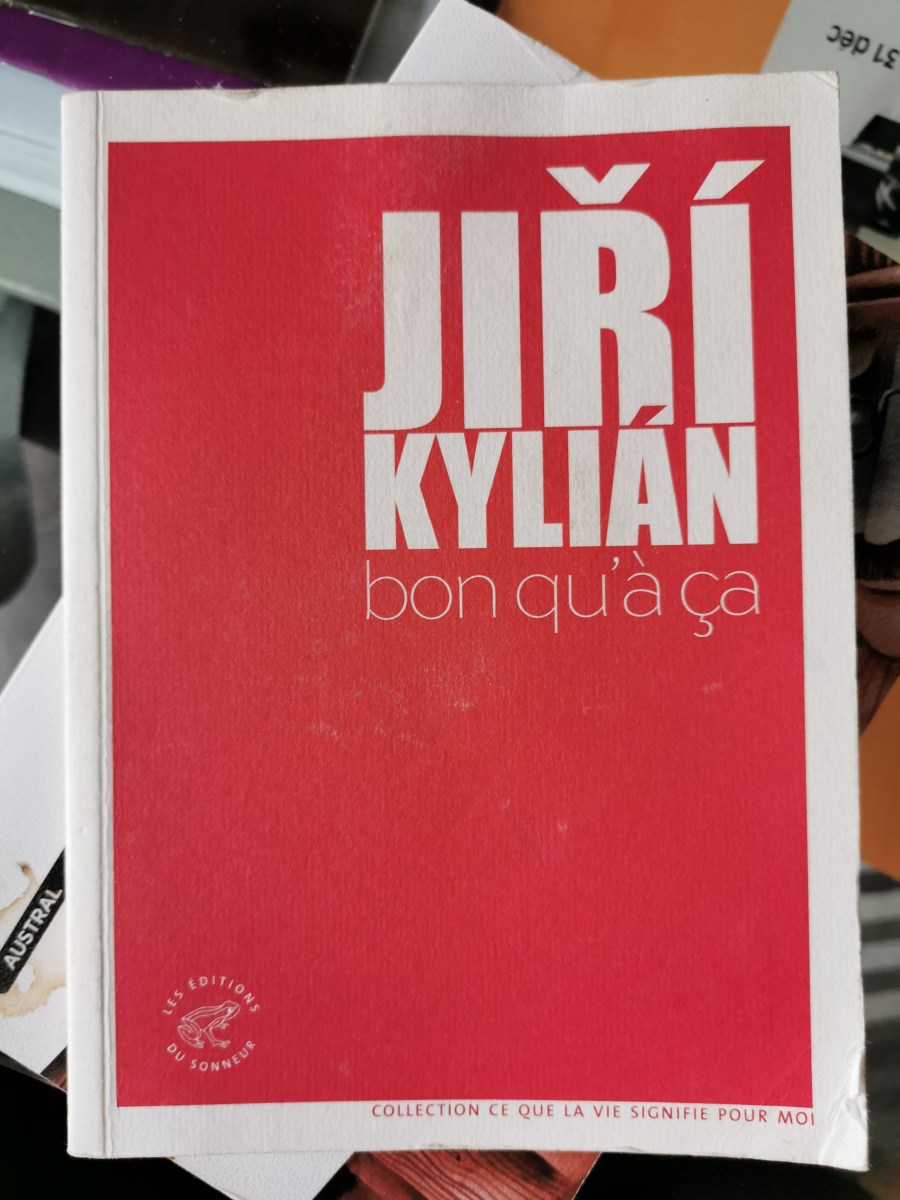 31 déc
JIŘÍ
KYLIÁN
bon qu'à ça
AUSTRAL
LES ÉDITIONS
DU SONNEUR
COLLECTION CE QUE LA VIE SIGNIFIE POUR MOI